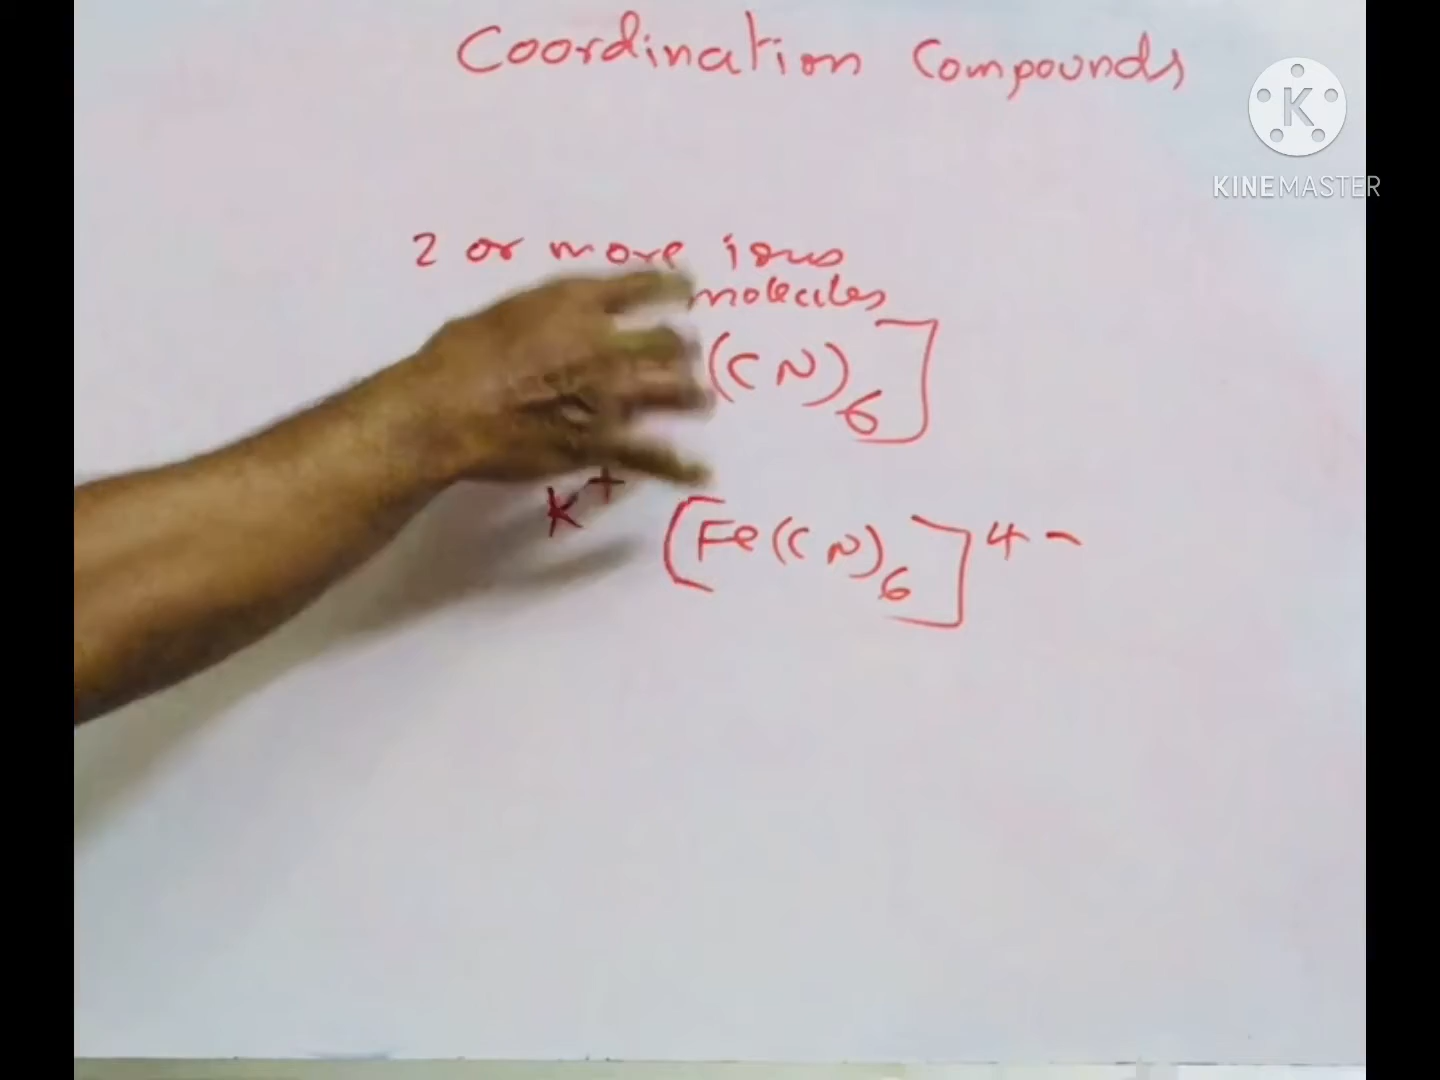 Coordination Compounds
KINEMASTER
2 or more ions
molecules
(CN)6]
K+ [Fe(CN)6]4-